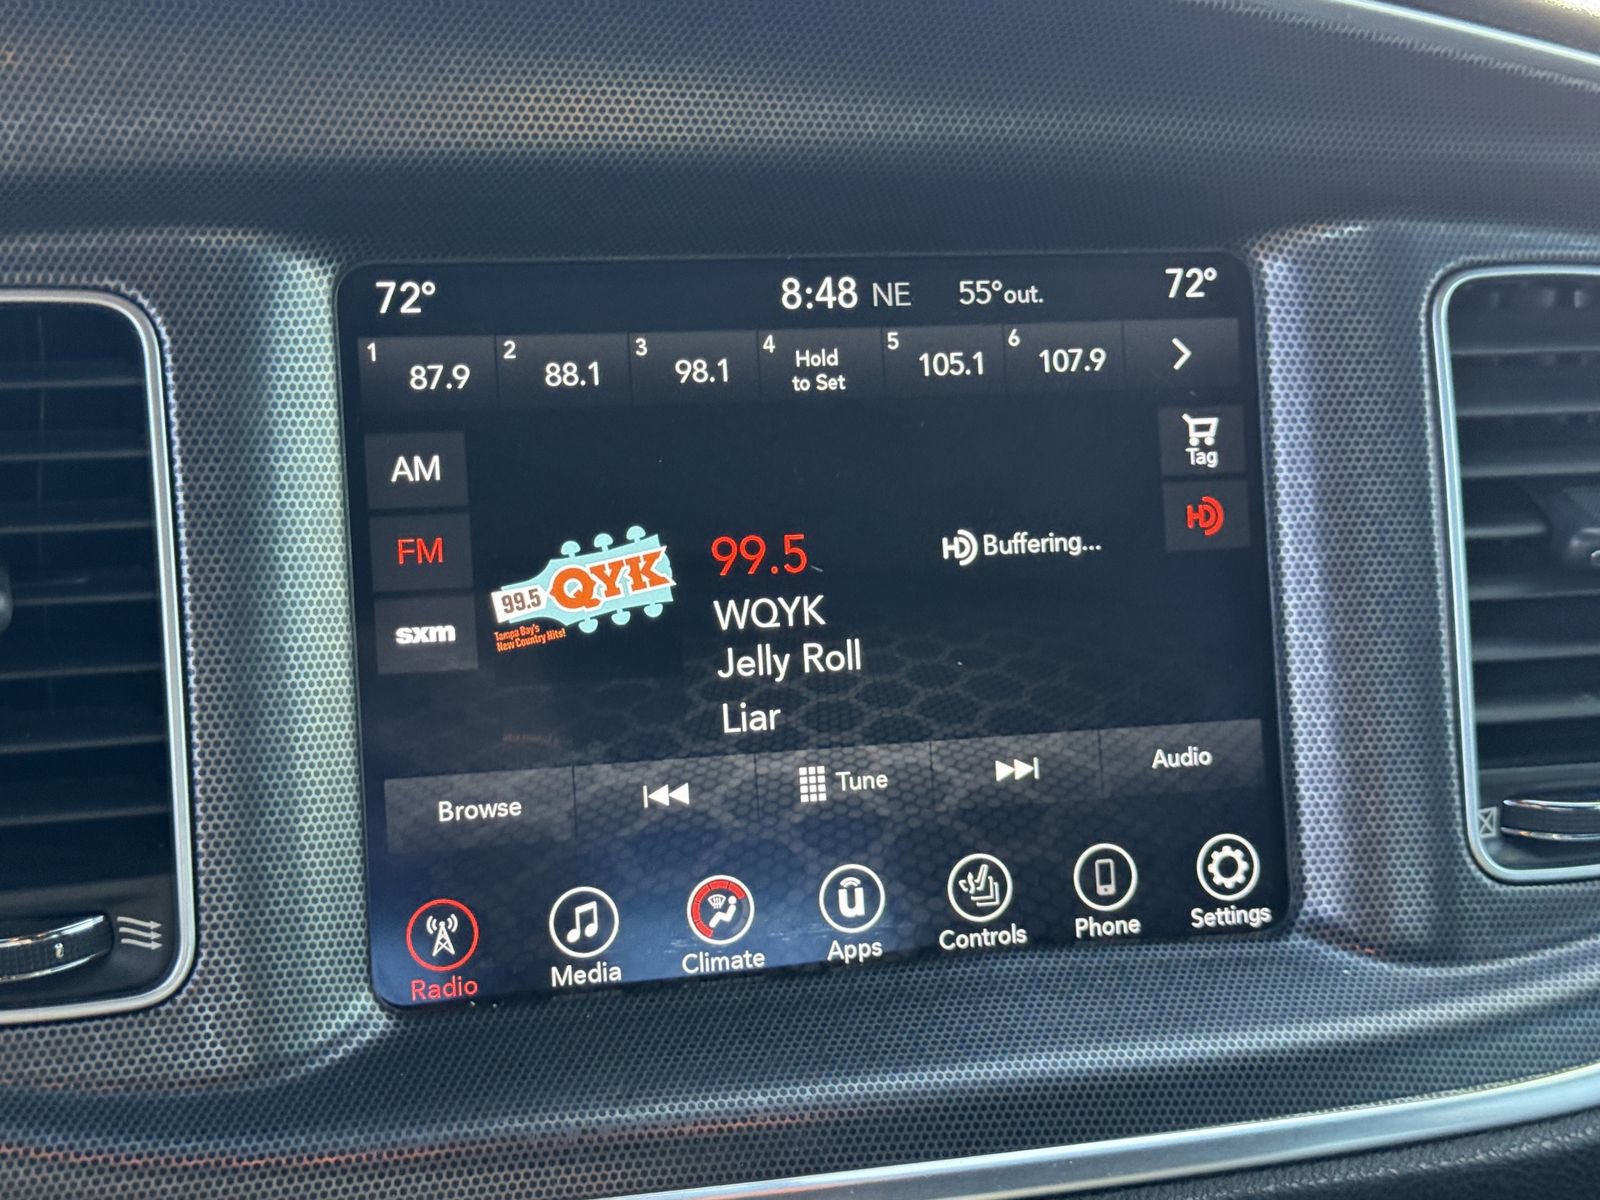 72° 8:48 NE 55° out. 72°
1 87.9 2 88.1 3 98.1 4 Hold to Set 5 105.1 6 107.9
AM
Tag
FM
HD
99.5 QYK
Tampa Bay's
New Country Hits!
99.5
HD Buffering...
WQYK
sxm
Jelly Roll
Liar
Browse Tune Audio
Radio Media Climate Apps Controls Phone Settings